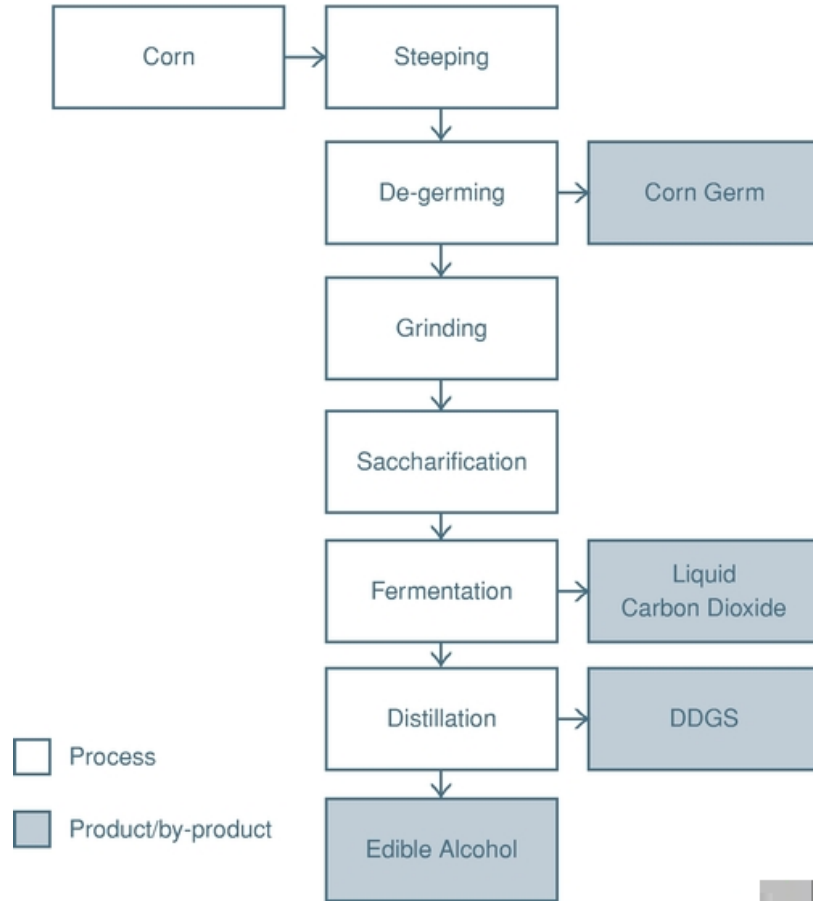 Corn
Steeping
De-germing
Corn Germ
Grinding
Saccharification
Fermentation
Liquid
Carbon Dioxide
Distillation
DDGS
Process
Product/by-product
Edible Alcohol